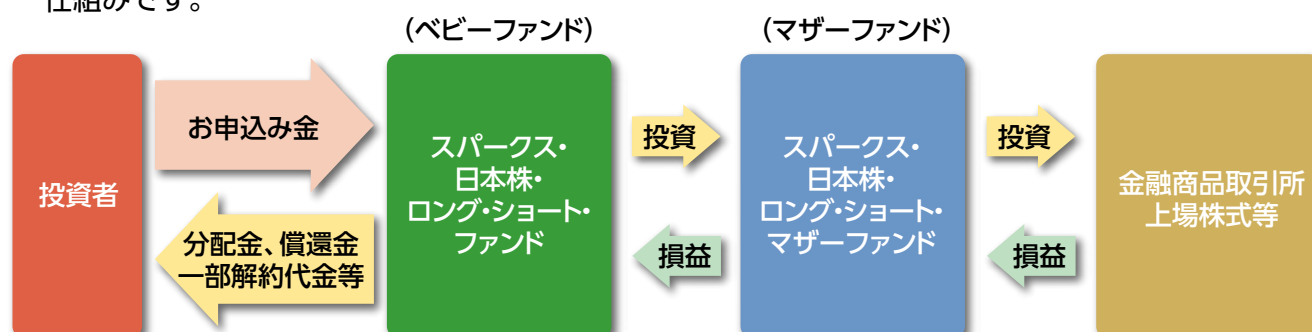 仕組みです。
(ベビーファンド)
(マザーファンド)
投資者
お申込み金
分配金、償還金
一部解約代金等
スパークス・
日本株・
ロング・ショート・
ファンド
投資
損益
スパークス・
日本株・
ロング・ショート・
マザーファンド
投資
損益
金融商品取引所
上場株式等